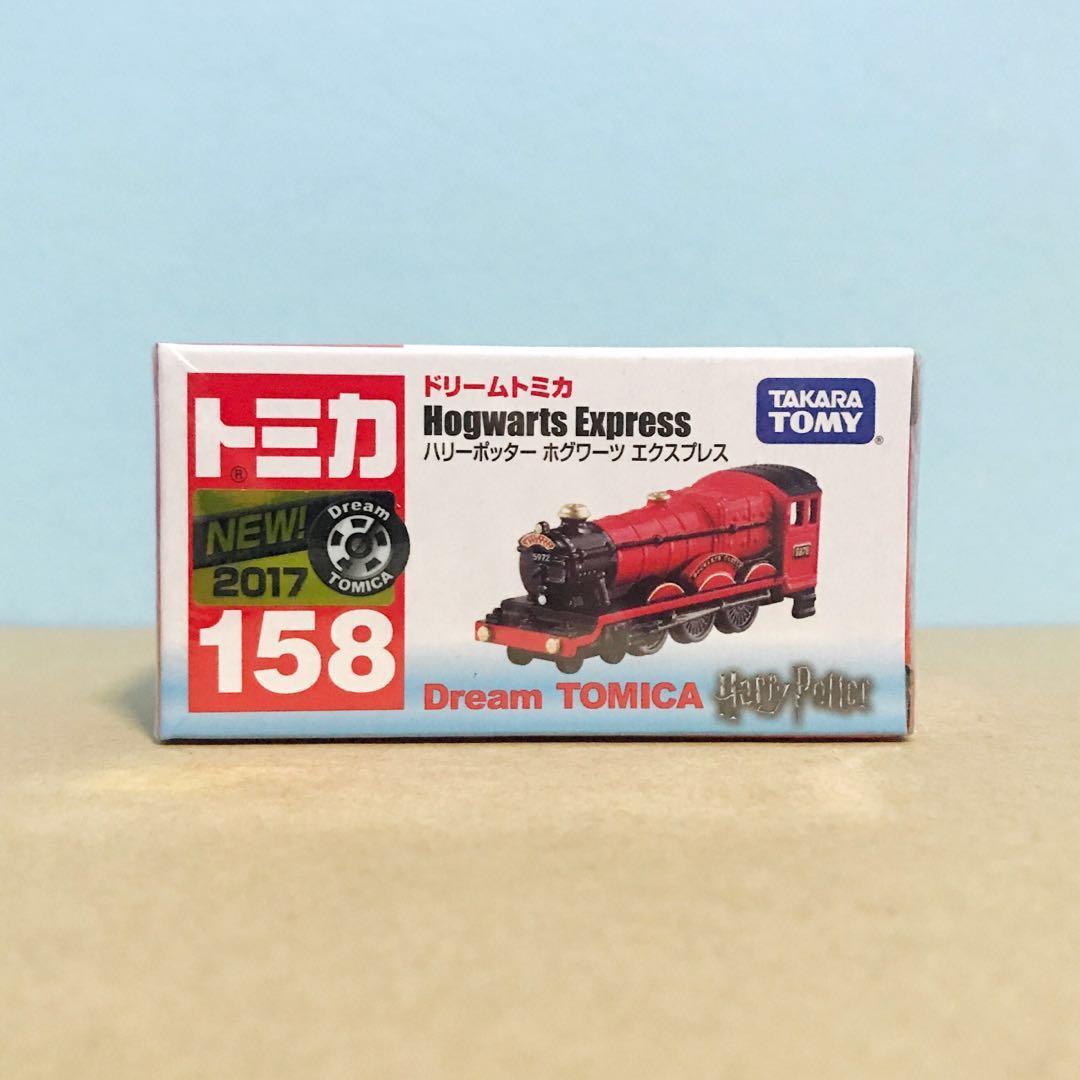 トミカ
®
NEW!
2017
Dream
TOMICA
158
ドリームトミカ
Hogwarts Express
ハリーポッター ホグワーツ エクスプレス
TAKARA
TOMY®
5972
Dream TOMICA
Harry Potter